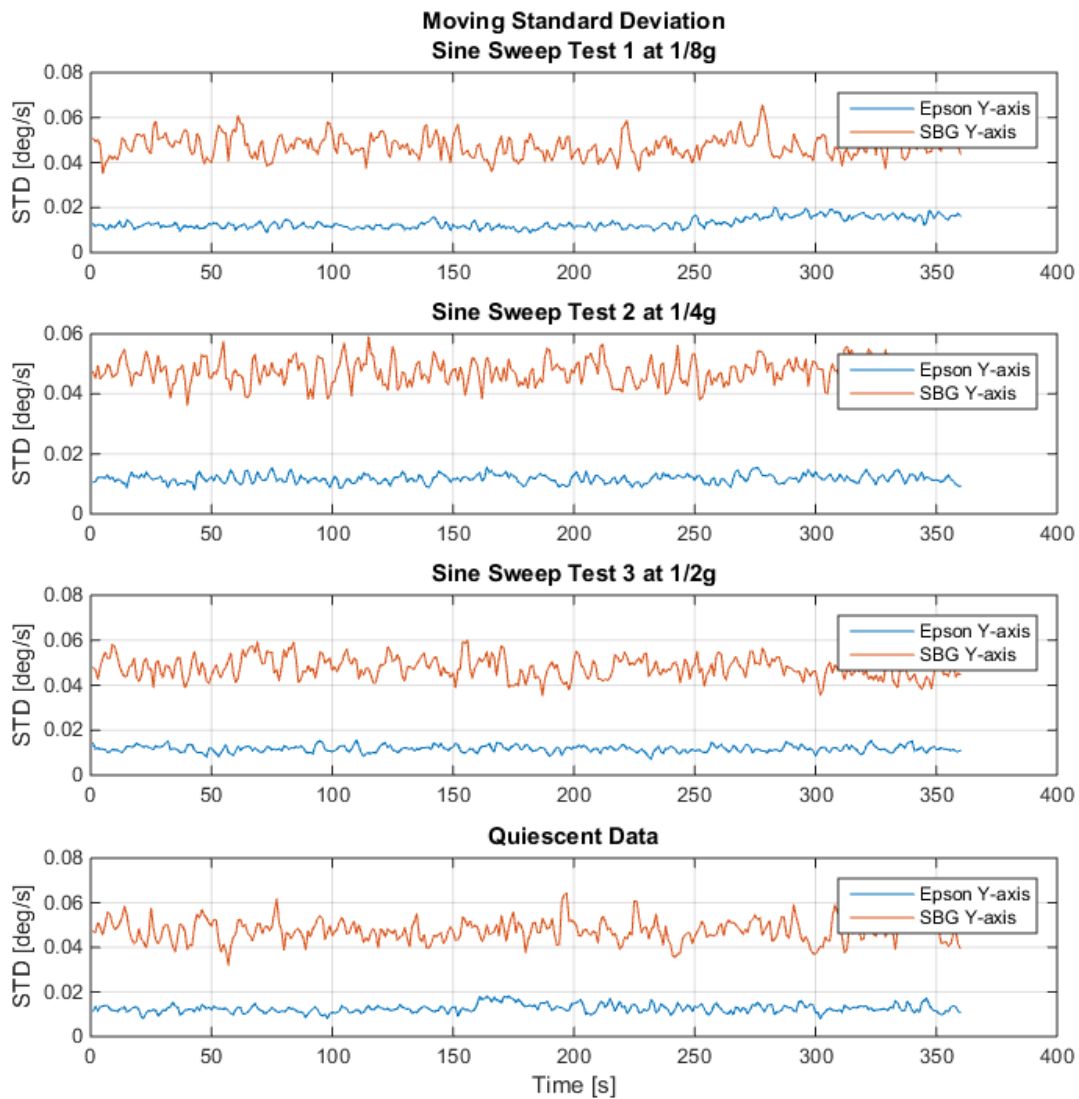 Moving Standard Deviation
Sine Sweep Test 1 at 1/8g
STD [deg/s]
0.08
0.06
0.04
0.02
0
Epson Y-axis
SBG Y-axis
0 50 100 150 200 250 300 350 400
Sine Sweep Test 2 at 1/4g
STD [deg/s]
0.06
0.04
0.02
0
Epson Y-axis
SBG Y-axis
0 50 100 150 200 250 300 350 400
Sine Sweep Test 3 at 1/2g
STD [deg/s]
0.08
0.06
0.04
0.02
0
Epson Y-axis
SBG Y-axis
0 50 100 150 200 250 300 350 400
Quiescent Data
STD [deg/s]
0.08
0.06
0.04
0.02
0
Epson Y-axis
SBG Y-axis
0 50 100 150 200 250 300 350 400
Time [s]